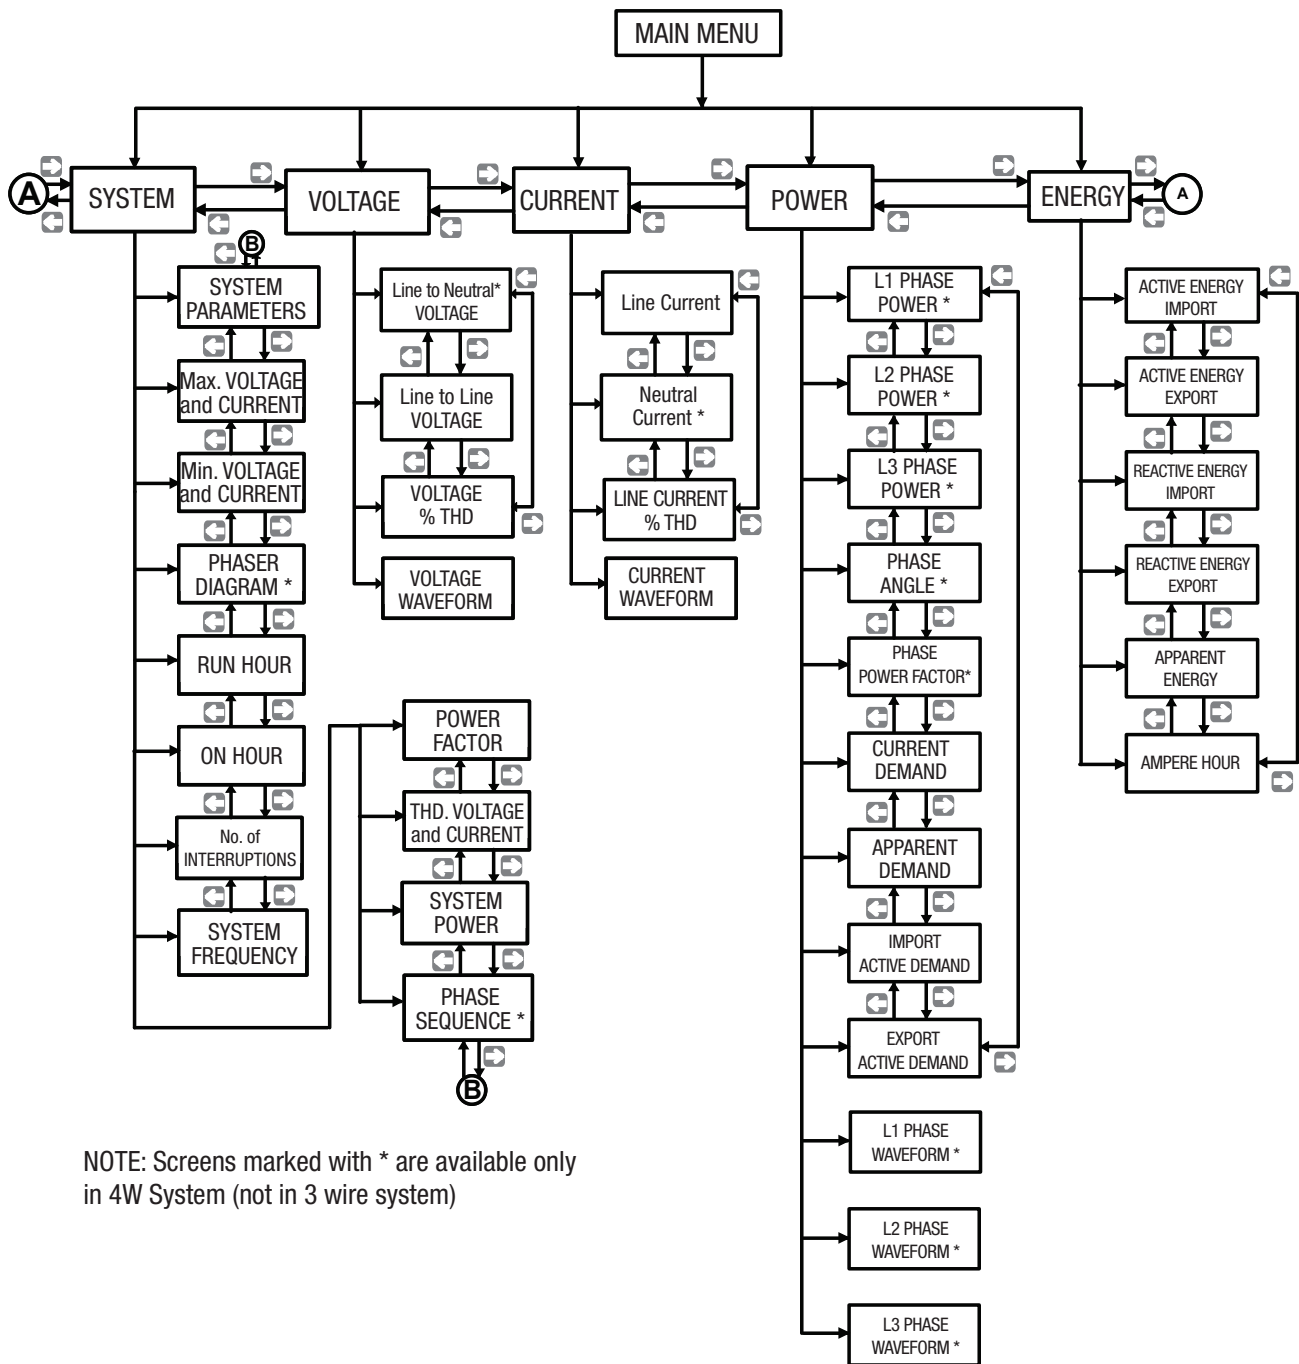 MAIN MENU
A
SYSTEM
VOLTAGE
CURRENT
POWER
ENERGY
A
B
SYSTEM
PARAMETERS
Max. VOLTAGE
and CURRENT
Min. VOLTAGE
and CURRENT
PHASER
DIAGRAM *
RUN HOUR
ON HOUR
No. of
INTERRUPTIONS
SYSTEM
FREQUENCY
POWER
FACTOR
THD. VOLTAGE
and CURRENT
SYSTEM
POWER
PHASE
SEQUENCE *
B
Line to Neutral*
VOLTAGE
Line to Line
VOLTAGE
VOLTAGE
% THD
VOLTAGE
WAVEFORM
Line Current
Neutral
Current *
LINE CURRENT
% THD
CURRENT
WAVEFORM
L1 PHASE
POWER *
L2 PHASE
POWER *
L3 PHASE
POWER *
PHASE
ANGLE *
PHASE
POWER FACTOR*
CURRENT
DEMAND
APPARENT
DEMAND
IMPORT
ACTIVE DEMAND
EXPORT
ACTIVE DEMAND
L1 PHASE
WAVEFORM *
L2 PHASE
WAVEFORM *
L3 PHASE
WAVEFORM *
ACTIVE ENERGY
IMPORT
ACTIVE ENERGY
EXPORT
REACTIVE ENERGY
IMPORT
REACTIVE ENERGY
EXPORT
APPARENT
ENERGY
AMPERE HOUR
NOTE: Screens marked with * are available only
in 4W System (not in 3 wire system)